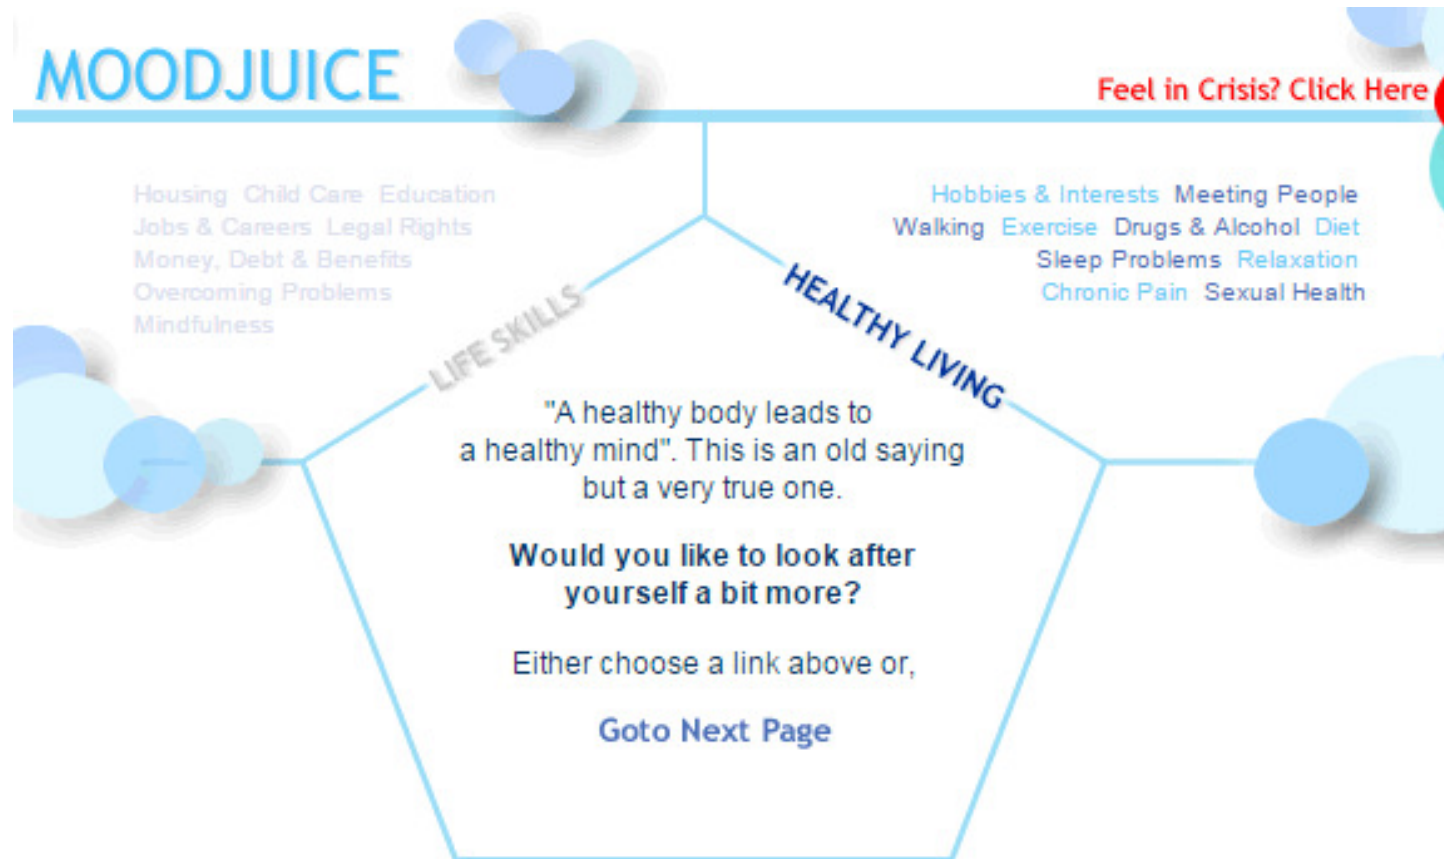 MOODJUICE
Feel in Crisis? Click Here
Housing Child Care Education
Jobs & Careers Legal Rights
Money, Debt & Benefits
Overcoming Problems
Mindfulness
LIFE SKILLS
Hobbies & Interests Meeting People
Walking Exercise Drugs & Alcohol Diet
Sleep Problems Relaxation
Chronic Pain Sexual Health
HEALTHY LIVING
"A healthy body leads to
a healthy mind". This is an old saying
but a very true one.
Would you like to look after
yourself a bit more?
Either choose a link above or,
Goto Next Page